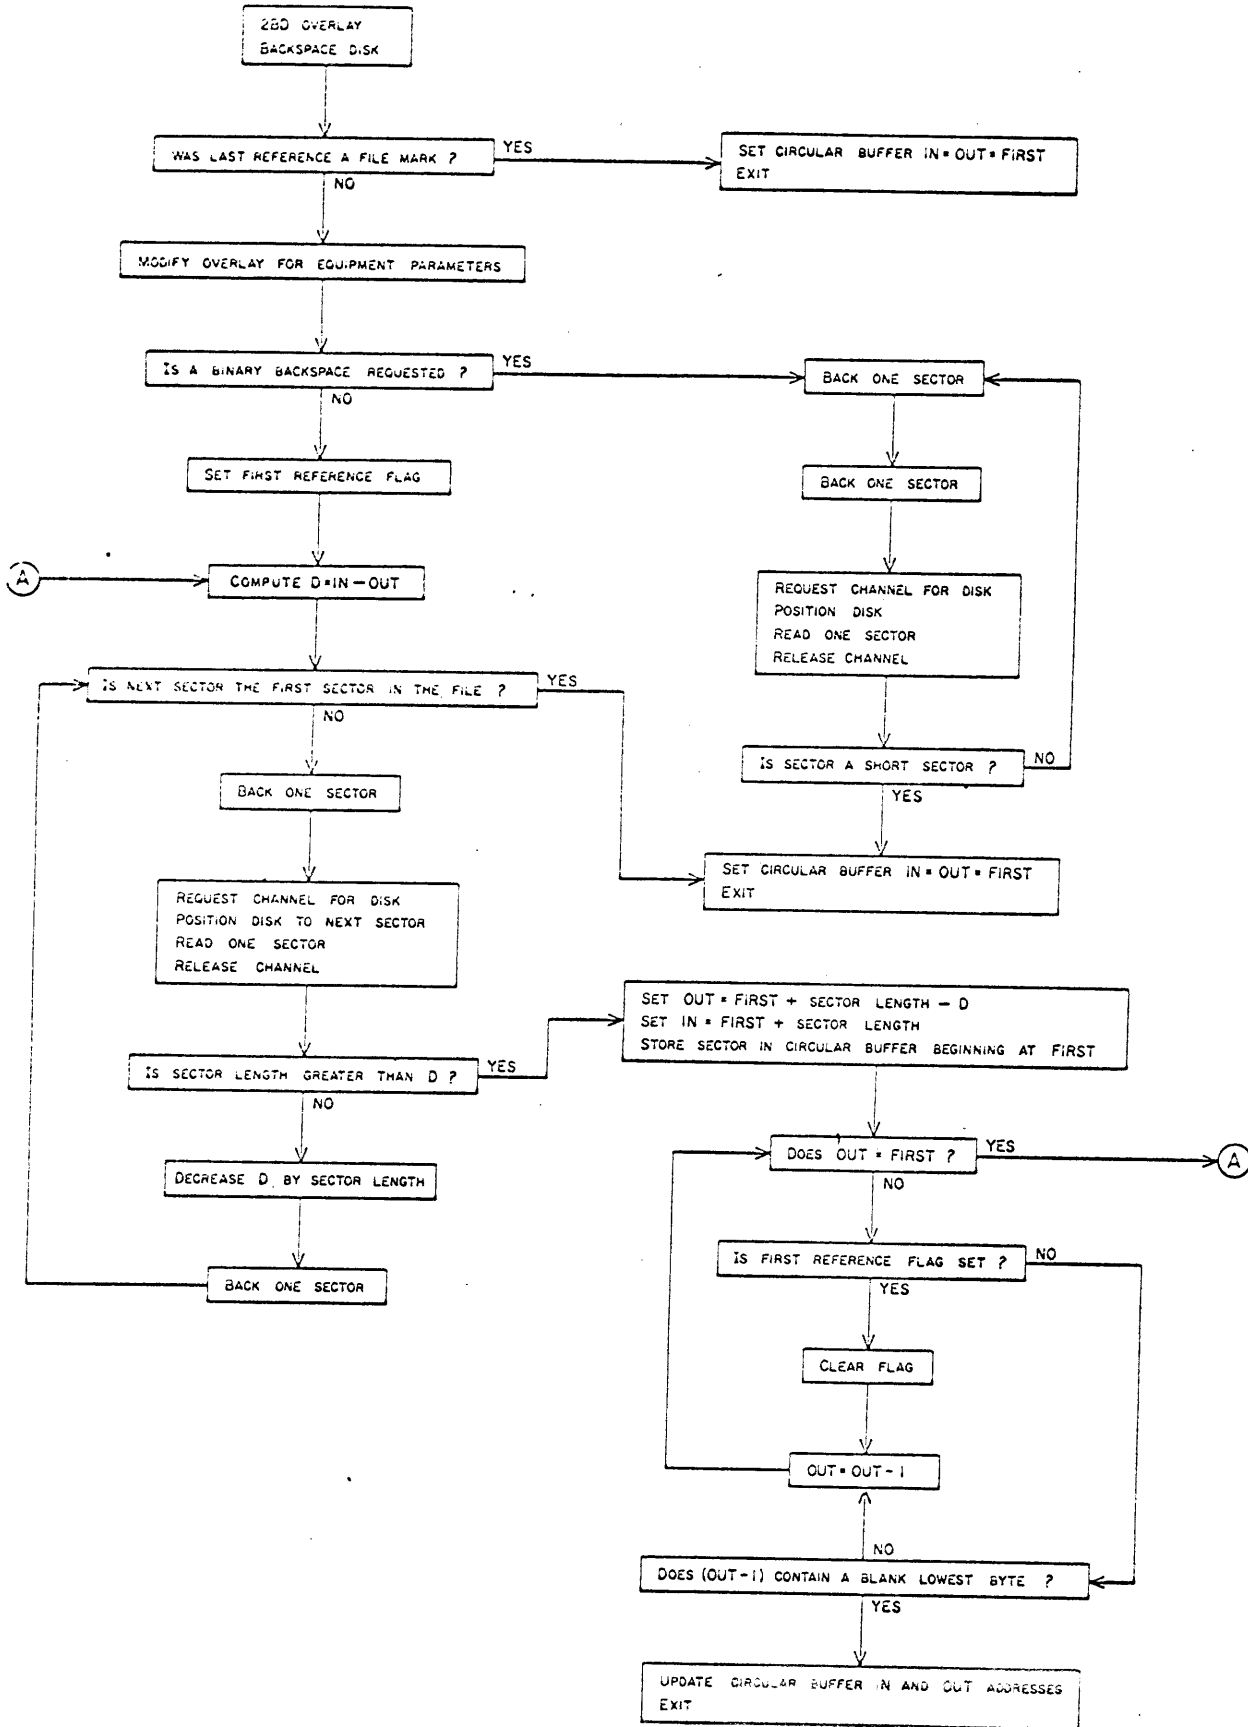 2BD OVERLAY
BACKSPACE DISK
WAS LAST REFERENCE A FILE MARK ?
YES
NO
SET CIRCULAR BUFFER IN = OUT = FIRST
EXIT
MODIFY OVERLAY FOR EQUIPMENT PARAMETERS
IS A BINARY BACKSPACE REQUESTED ?
YES
NO
BACK ONE SECTOR
SET FIRST REFERENCE FLAG
BACK ONE SECTOR
A
COMPUTE D = IN - OUT
REQUEST CHANNEL FOR DISK
POSITION DISK
READ ONE SECTOR
RELEASE CHANNEL
IS NEXT SECTOR THE FIRST SECTOR IN THE FILE ?
YES
NO
IS SECTOR A SHORT SECTOR ?
NO
YES
BACK ONE SECTOR
SET CIRCULAR BUFFER IN = OUT = FIRST
EXIT
REQUEST CHANNEL FOR DISK
POSITION DISK TO NEXT SECTOR
READ ONE SECTOR
RELEASE CHANNEL
SET OUT = FIRST + SECTOR LENGTH - D
SET IN = FIRST + SECTOR LENGTH
STORE SECTOR IN CIRCULAR BUFFER BEGINNING AT FIRST
IS SECTOR LENGTH GREATER THAN D ?
YES
NO
DOES OUT = FIRST ?
YES
A
NO
DECREASE D BY SECTOR LENGTH
IS FIRST REFERENCE FLAG SET ?
NO
YES
BACK ONE SECTOR
CLEAR FLAG
OUT = OUT - 1
NO
DOES (OUT-1) CONTAIN A BLANK LOWEST BYTE ?
YES
UPDATE CIRCULAR BUFFER IN AND OUT ADDRESSES
EXIT